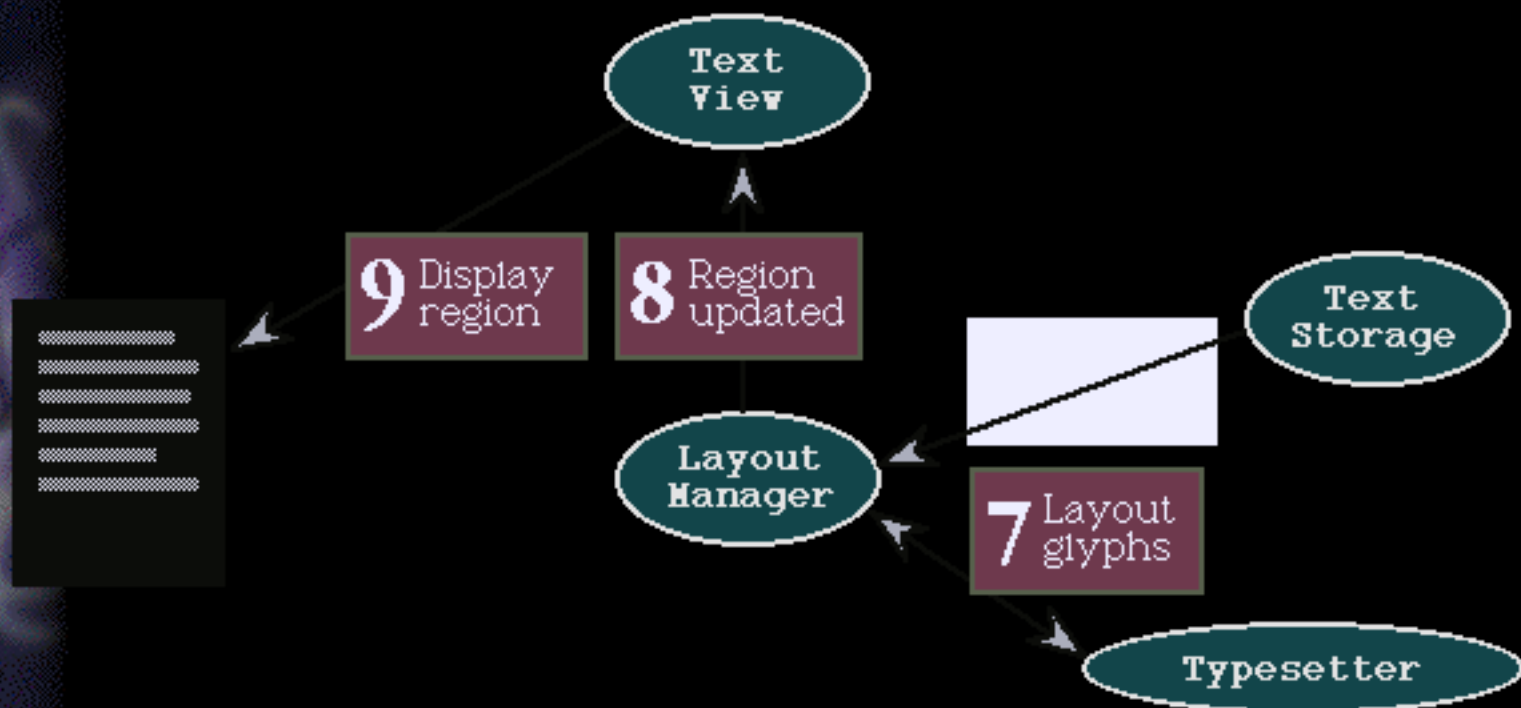 Text
View
9 Display
region
8 Region
updated
Text
Storage
Layout
Manager
7 Layout
glyphs
Typesetter